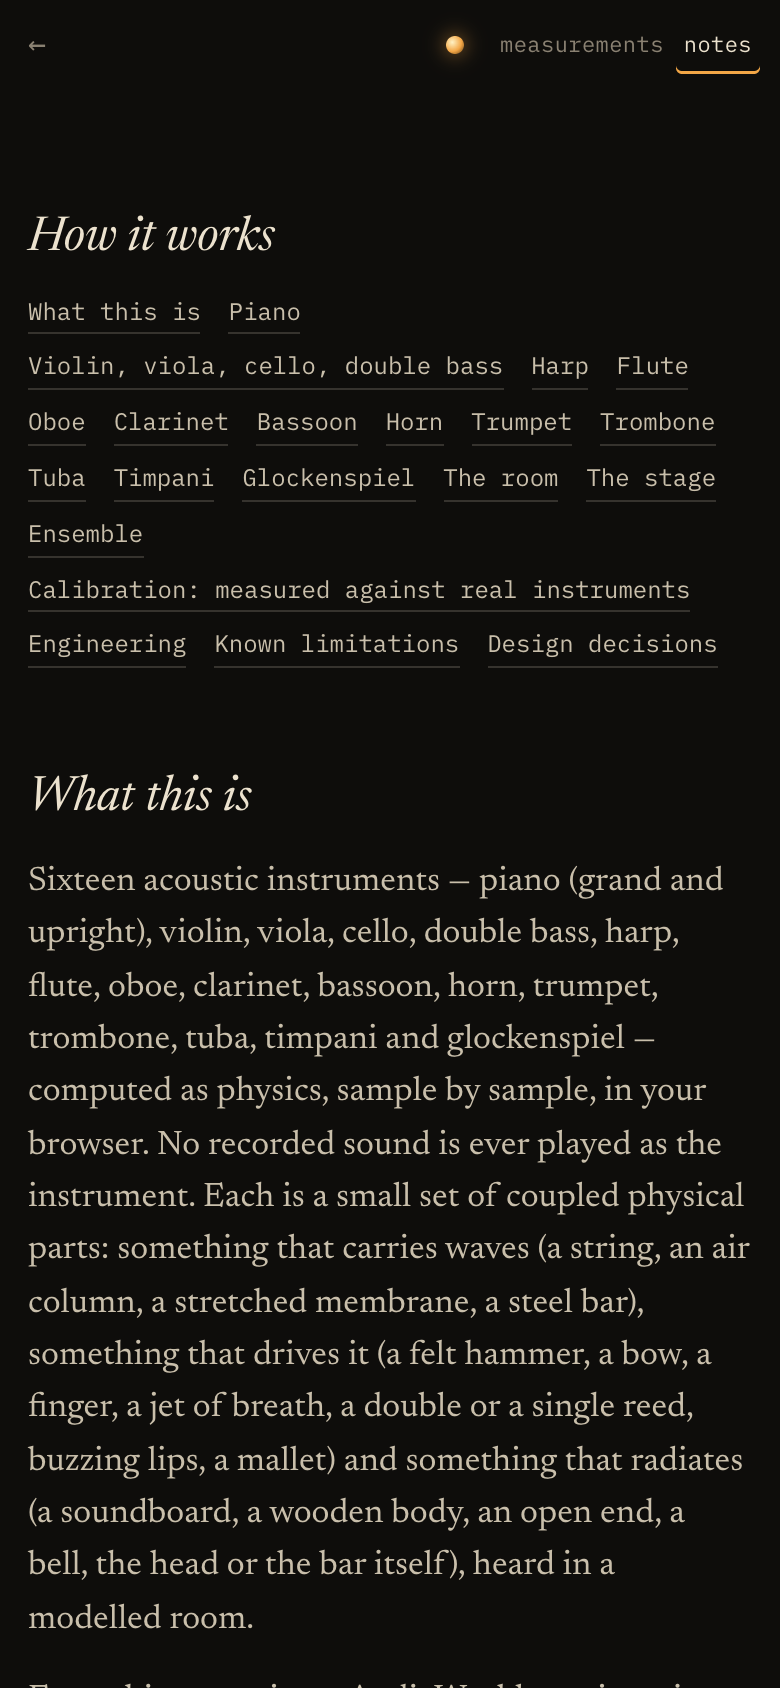 ←
measurements notes
How it works
What this is Piano
Violin, viola, cello, double bass Harp Flute
Oboe Clarinet Bassoon Horn Trumpet Trombone
Tuba Timpani Glockenspiel The room The stage
Ensemble
Calibration: measured against real instruments
Engineering Known limitations Design decisions
What this is
Sixteen acoustic instruments — piano (grand and
upright), violin, viola, cello, double bass, harp,
flute, oboe, clarinet, bassoon, horn, trumpet,
trombone, tuba, timpani and glockenspiel —
computed as physics, sample by sample, in your
browser. No recorded sound is ever played as the
instrument. Each is a small set of coupled physical
parts: something that carries waves (a string, an air
column, a stretched membrane, a steel bar),
something that drives it (a felt hammer, a bow, a
finger, a jet of breath, a double or a single reed,
buzzing lips, a mallet) and something that radiates
(a soundboard, a wooden body, an open end, a
bell, the head or the bar itself), heard in a
modelled room.